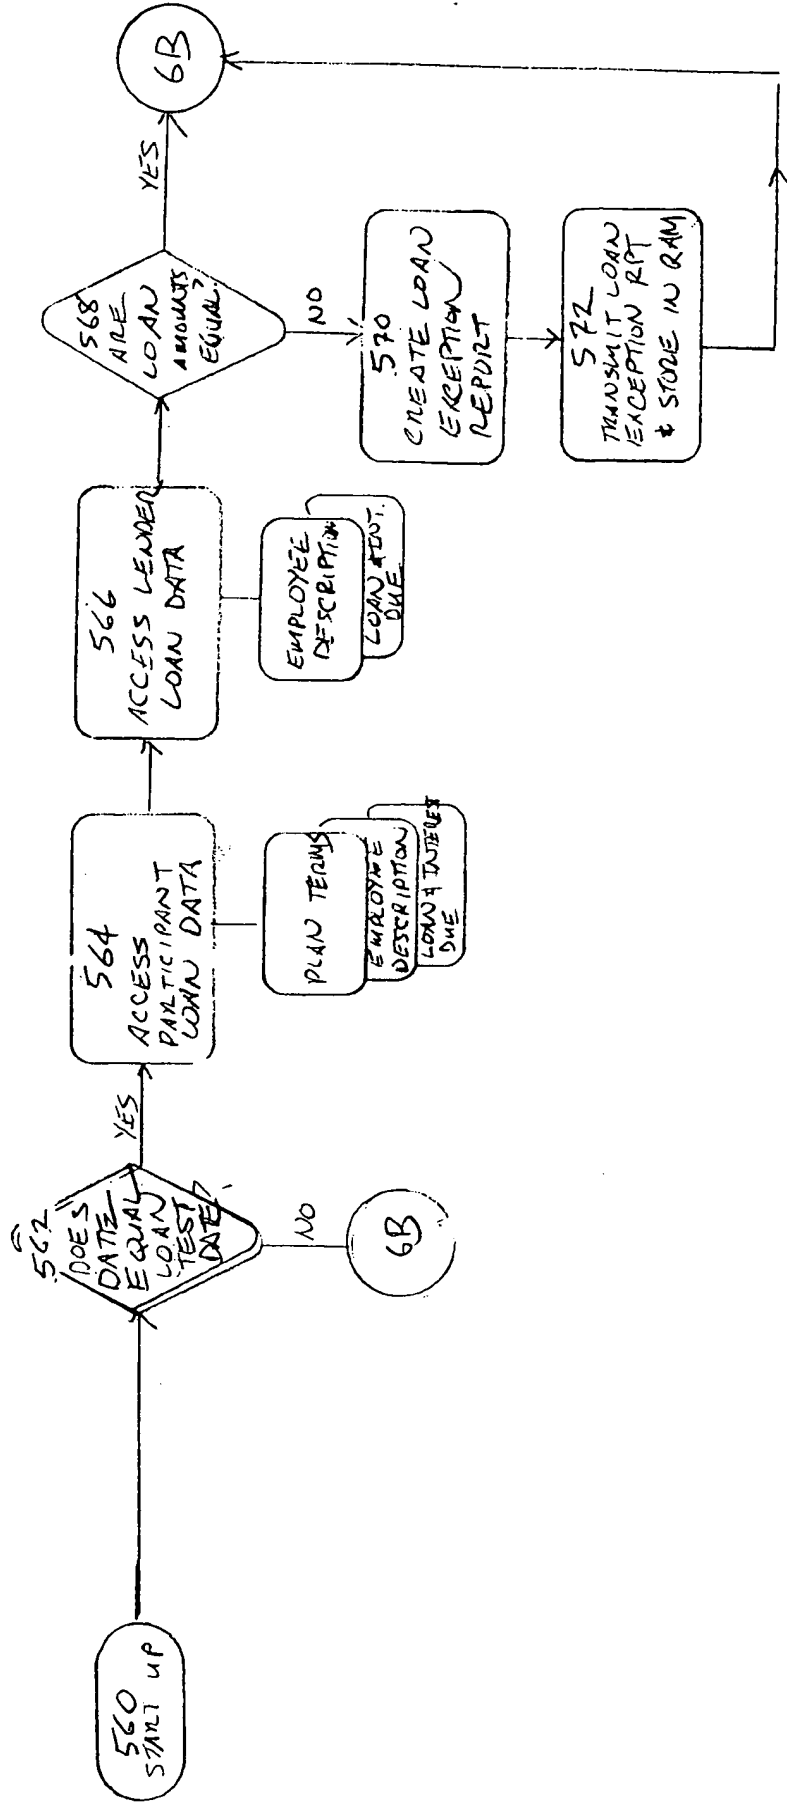 560
START UP
562
DOES
DATE
EQUAL
LOAN
TEST
DATE?
YES
NO
6B
564
ACCESS
PARTICIPANT
LOAN DATA
PLAN TERMS
EMPLOYEE
DESCRIPTION
LOAN & INTEREST
DUE
566
ACCESS LENDER
LOAN DATA
EMPLOYEE
DESCRIPTION
LOAN & INT.
DUE
568
ARE
LOAN
AMOUNTS
EQUAL?
YES
6B
NO
570
CREATE LOAN
EXCEPTION
REPORT
572
TRANSMIT LOAN
EXCEPTION RPT
& STORE IN RAM